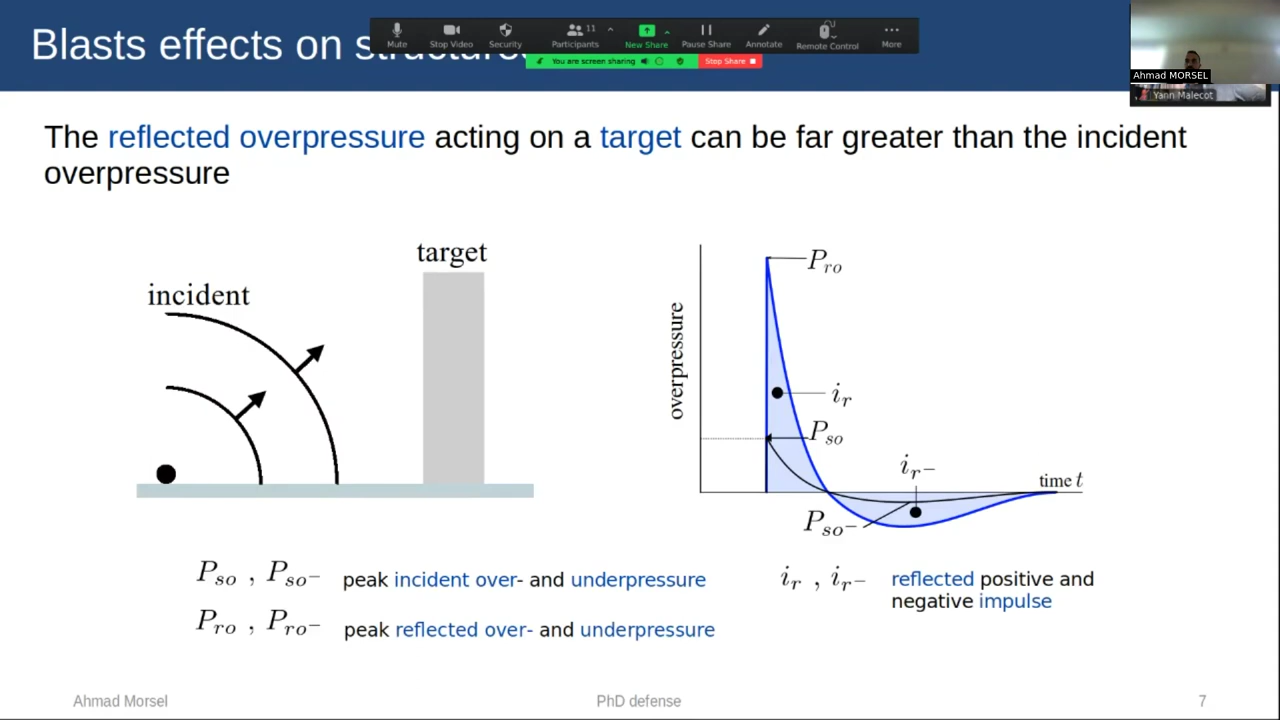 Blasts effects on
Mute
Stop Video
Security
Participants
11
New Share
Pause Share
Annotate
Remote Control
More
You are screen sharing
Stop Share
Ahmad MORSEL
Yann Malecot
The reflected overpressure acting on a target can be far greater than the incident
overpressure
target
incident
overpressure
P_ro
i_r
P_so
i_r−
time t
P_so−
P_so , P_so− peak incident over- and underpressure
P_ro , P_ro− peak reflected over- and underpressure
i_r , i_r− reflected positive and
negative impulse
Ahmad Morsel
PhD defense
7